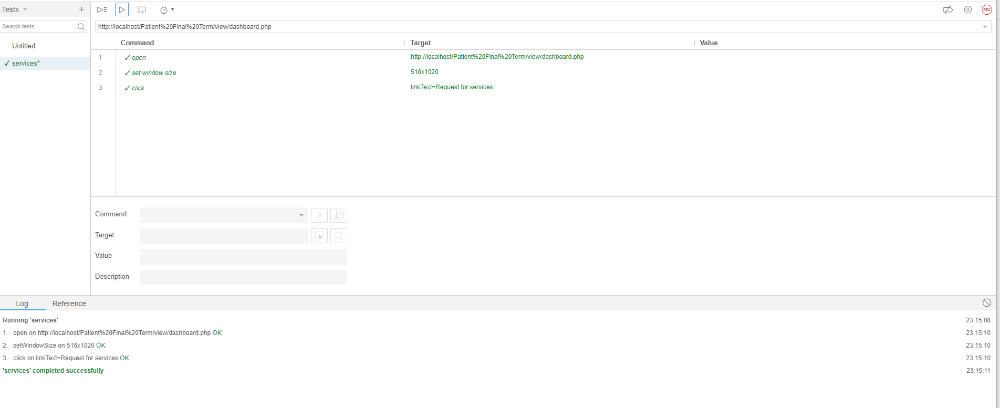 Tests
+
REC
Search tests...
http://localhost/Patient%20Final%20Term/view/dashboard.php
Untitled
✓ services*
Command Target Value
1 ✓ open http://localhost/Patient%20Final%20Term/view/dashboard.php
2 ✓ set window size 516x1020
3 ✓ click linkText=Request for services
Command //
Target
Value
Description
Log Reference
Running 'services' 23:15:08
1. open on http://localhost/Patient%20Final%20Term/view/dashboard.php OK 23:15:10
2. setWindowSize on 516x1020 OK 23:15:10
3. click on linkText=Request for services OK 23:15:10
'services' completed successfully 23:15:11